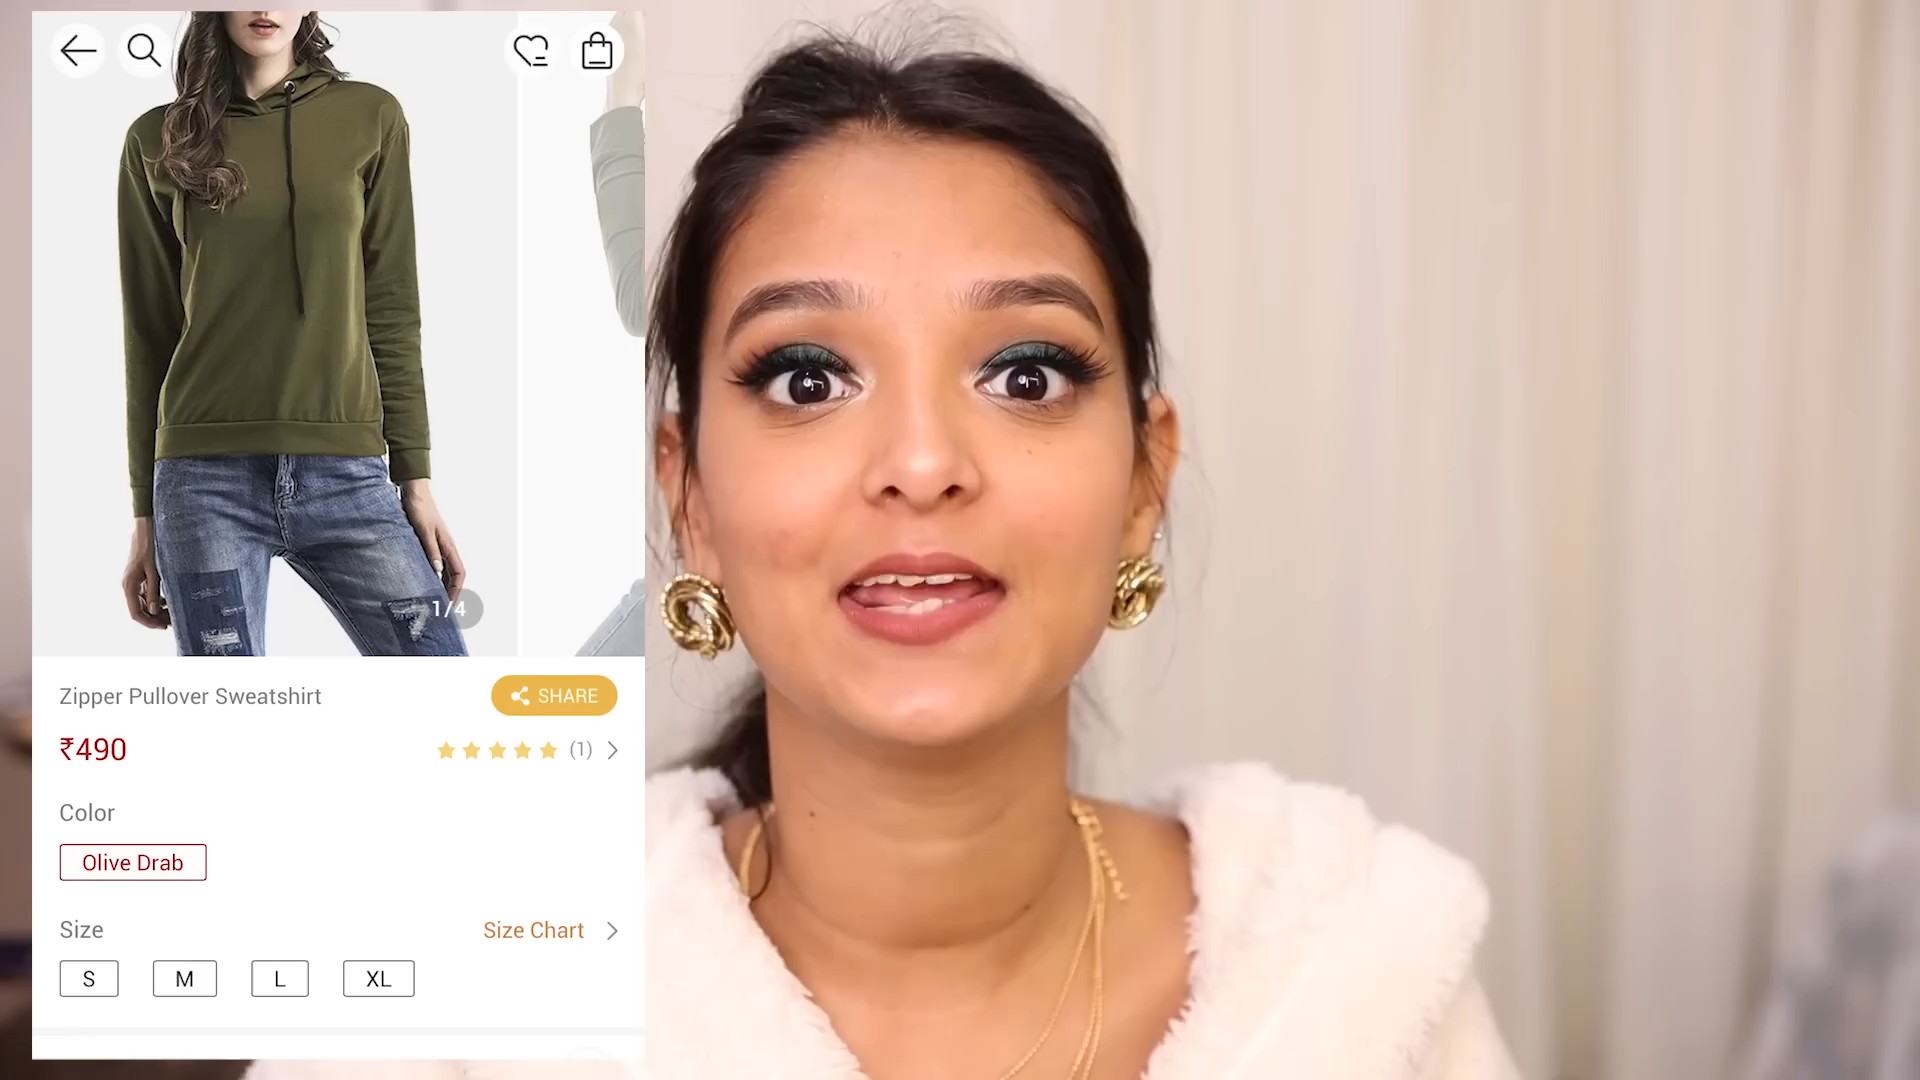 1/4
Zipper Pullover Sweatshirt
SHARE
₹490
(1)
Color
Olive Drab
Size
Size Chart
S M L XL